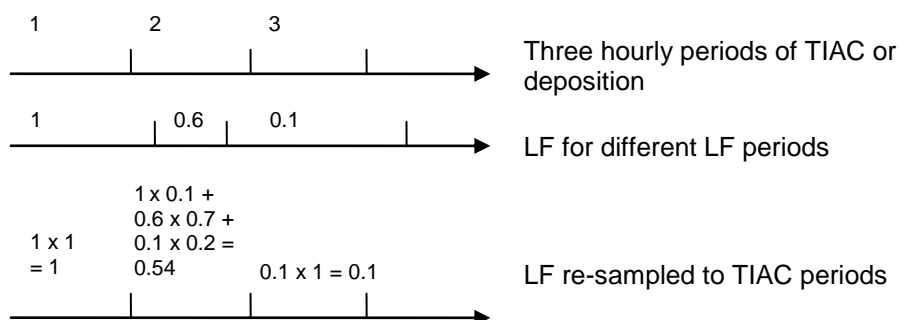 1 2 3
Three hourly periods of TIAC or
deposition
1 0.6 0.1
LF for different LF periods
1 x 1
= 1
1 x 0.1 +
0.6 x 0.7 +
0.1 x 0.2 =
0.54
0.1 x 1 = 0.1
LF re-sampled to TIAC periods